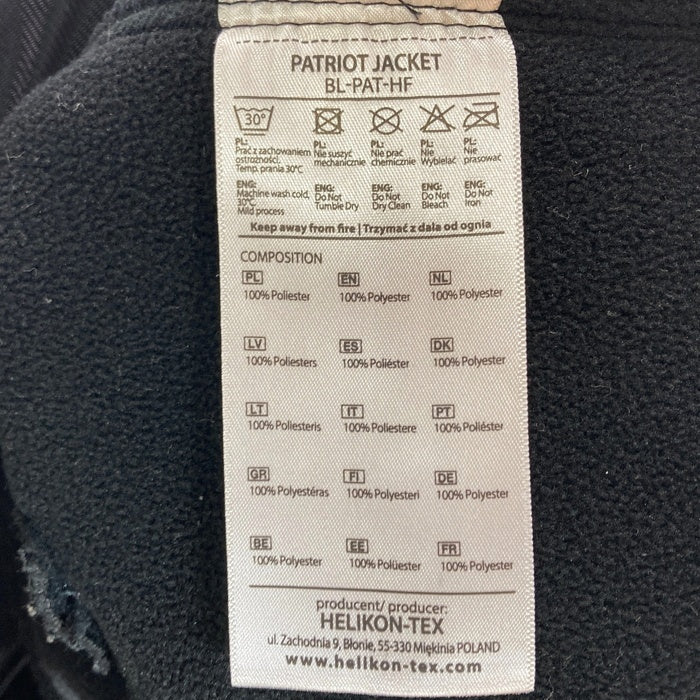 PATRIOT JACKET
BL-PAT-HF
30°
PL:
Prać z zachowaniem
ostrożności.
Temp. prania 30°C
PL:
Nie suszyć
mechanicznie
PL:
Nie prać
chemicznie
PL:
Nie
Wybielać
PL:
Nie
prasować
ENG:
Machine wash cold,
30°C
Mild process
ENG:
Do Not
Tumble Dry
ENG:
Do Not
Dry Clean
ENG:
Do Not
Bleach
ENG:
Do Not
Iron
Keep away from fire | Trzymać z dala od ognia
COMPOSITION
PL EN NL
100% Poliester 100% Polyester 100% Polyester
LV ES DK
100% Poliesters 100% Poliéster 100% Polyester
LT IT PT
100% Poliesteris 100% Poliestere 100% Poliéster
GR FI DE
100% Polyestéras 100% Polyesteri 100% Polyester
BE EE FR
100% Polyester 100% Polüester 100% Polyester
producent/ producer:
HELIKON-TEX
ul. Zachodnia 9, Błonie, 55-330 Miękinia POLAND
www.helikon-tex.com